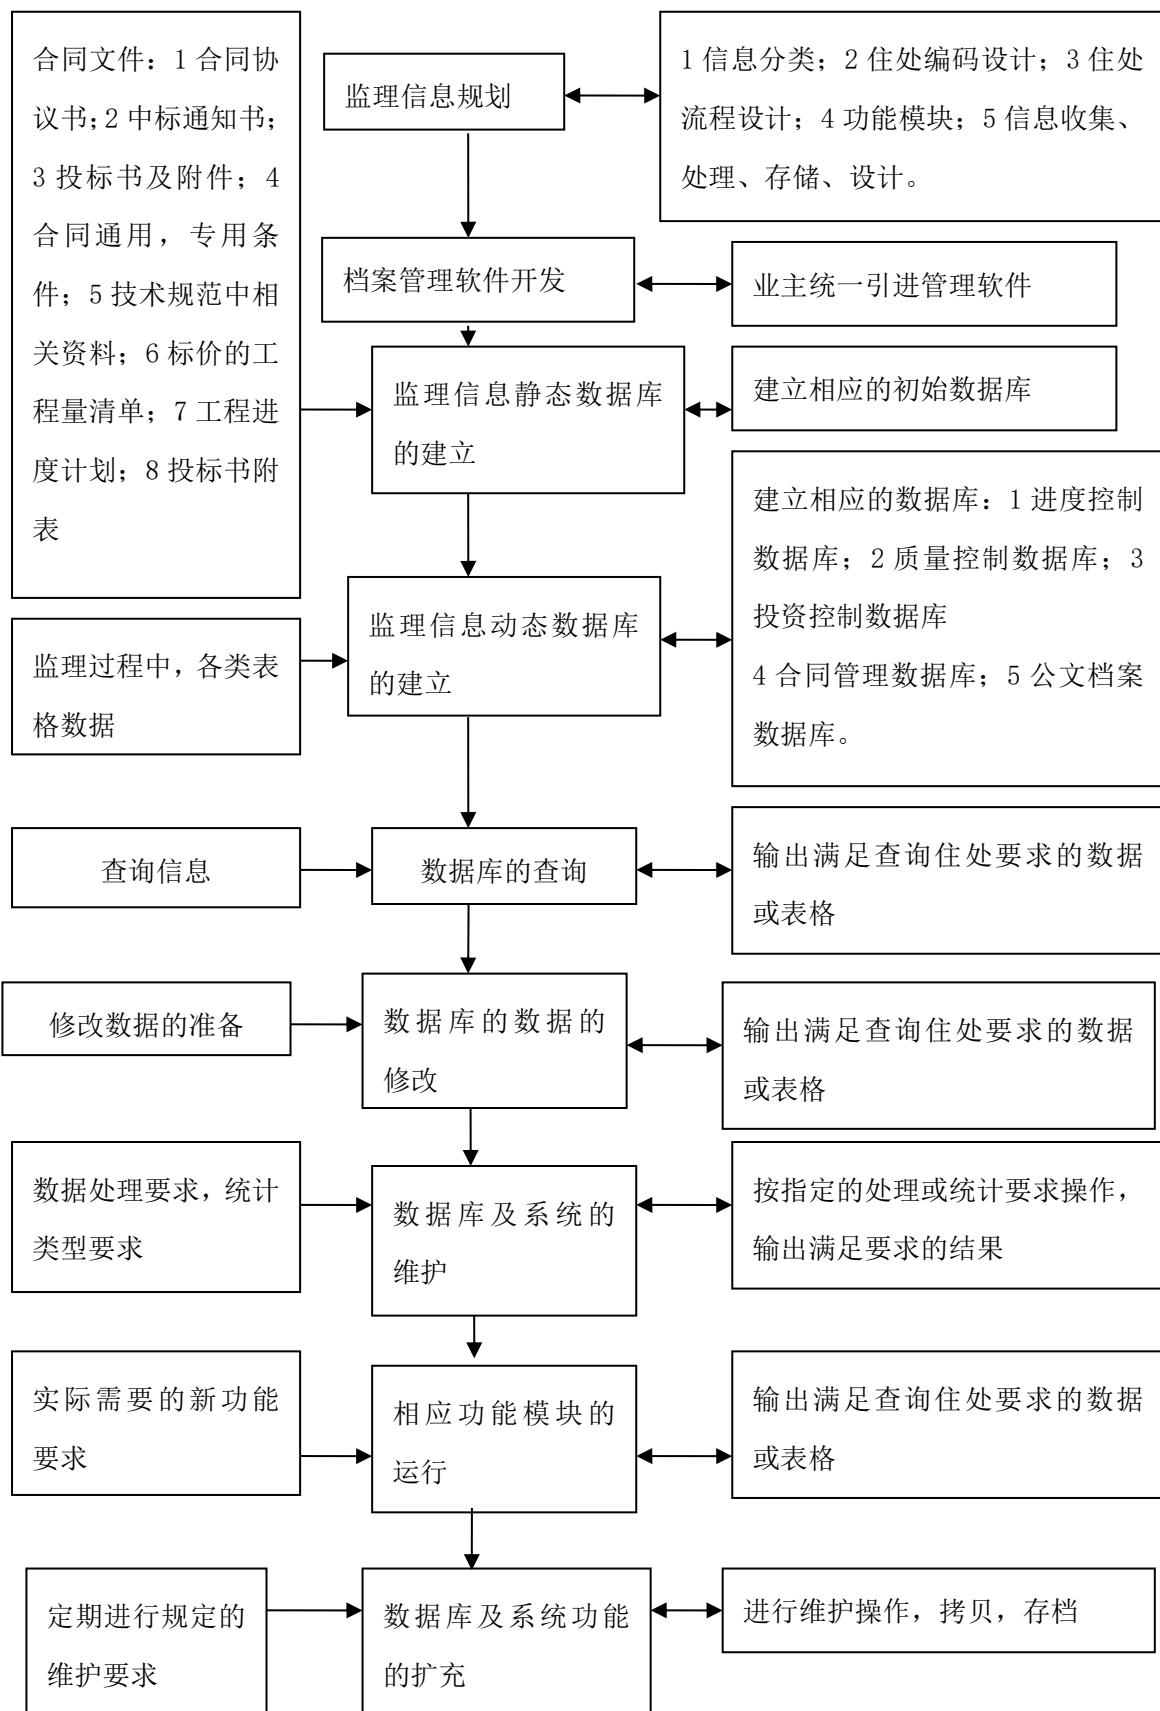 合同文件：1 合同协
议书；2 中标通知书；
3 投标书及附件；4
合同通用，专用条
件；5 技术规范中相
关资料；6 标价的工
程量清单；7 工程进
度计划；8 投标书附
表
监理信息规划
1 信息分类；2 住处编码设计；3 住处
流程设计；4 功能模块；5 信息收集、
处理、存储、设计。
档案管理软件开发
业主统一引进管理软件
监理信息静态数据库
的建立
建立相应的初始数据库
监理过程中，各类表
格数据
监理信息动态数据库
的建立
建立相应的数据库：1 进度控制
数据库；2 质量控制数据库；3
投资控制数据库
4 合同管理数据库；5 公文档案
数据库。
查询信息
数据库的查询
输出满足查询住处要求的数据
或表格
修改数据的准备
数据库的数据的
修改
输出满足查询住处要求的数据
或表格
数据处理要求，统计
类型要求
数据库及系统的
维护
按指定的处理或统计要求操作，
输出满足要求的结果
实际需要的新功能
要求
相应功能模块的
运行
输出满足查询住处要求的数据
或表格
定期进行规定的
维护要求
数据库及系统功能
的扩充
进行维护操作，拷贝，存档